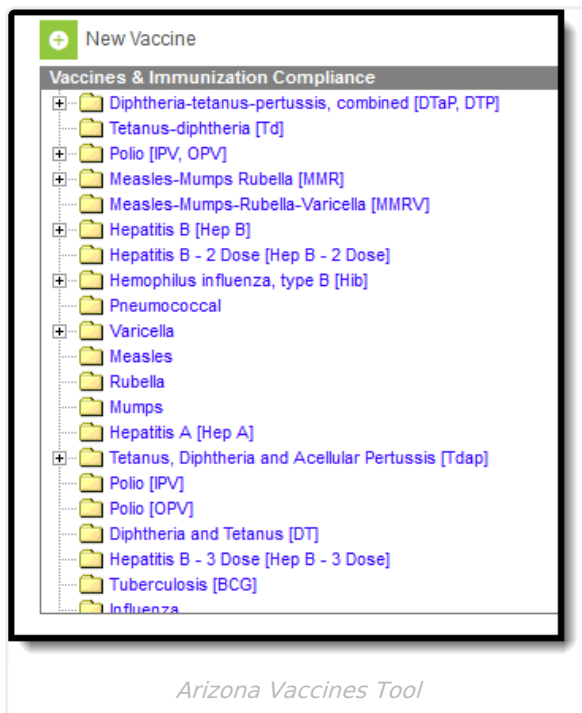 New Vaccine
Vaccines & Immunization Compliance
Diphtheria-tetanus-pertussis, combined [DTaP, DTP]
Tetanus-diphtheria [Td]
Polio [IPV, OPV]
Measles-Mumps Rubella [MMR]
Measles-Mumps-Rubella-Varicella [MMRV]
Hepatitis B [Hep B]
Hepatitis B - 2 Dose [Hep B - 2 Dose]
Hemophilus influenza, type B [Hib]
Pneumococcal
Varicella
Measles
Rubella
Mumps
Hepatitis A [Hep A]
Tetanus, Diphtheria and Acellular Pertussis [Tdap]
Polio [IPV]
Polio [OPV]
Diphtheria and Tetanus [DT]
Hepatitis B - 3 Dose [Hep B - 3 Dose]
Tuberculosis [BCG]
Influenza
Arizona Vaccines Tool